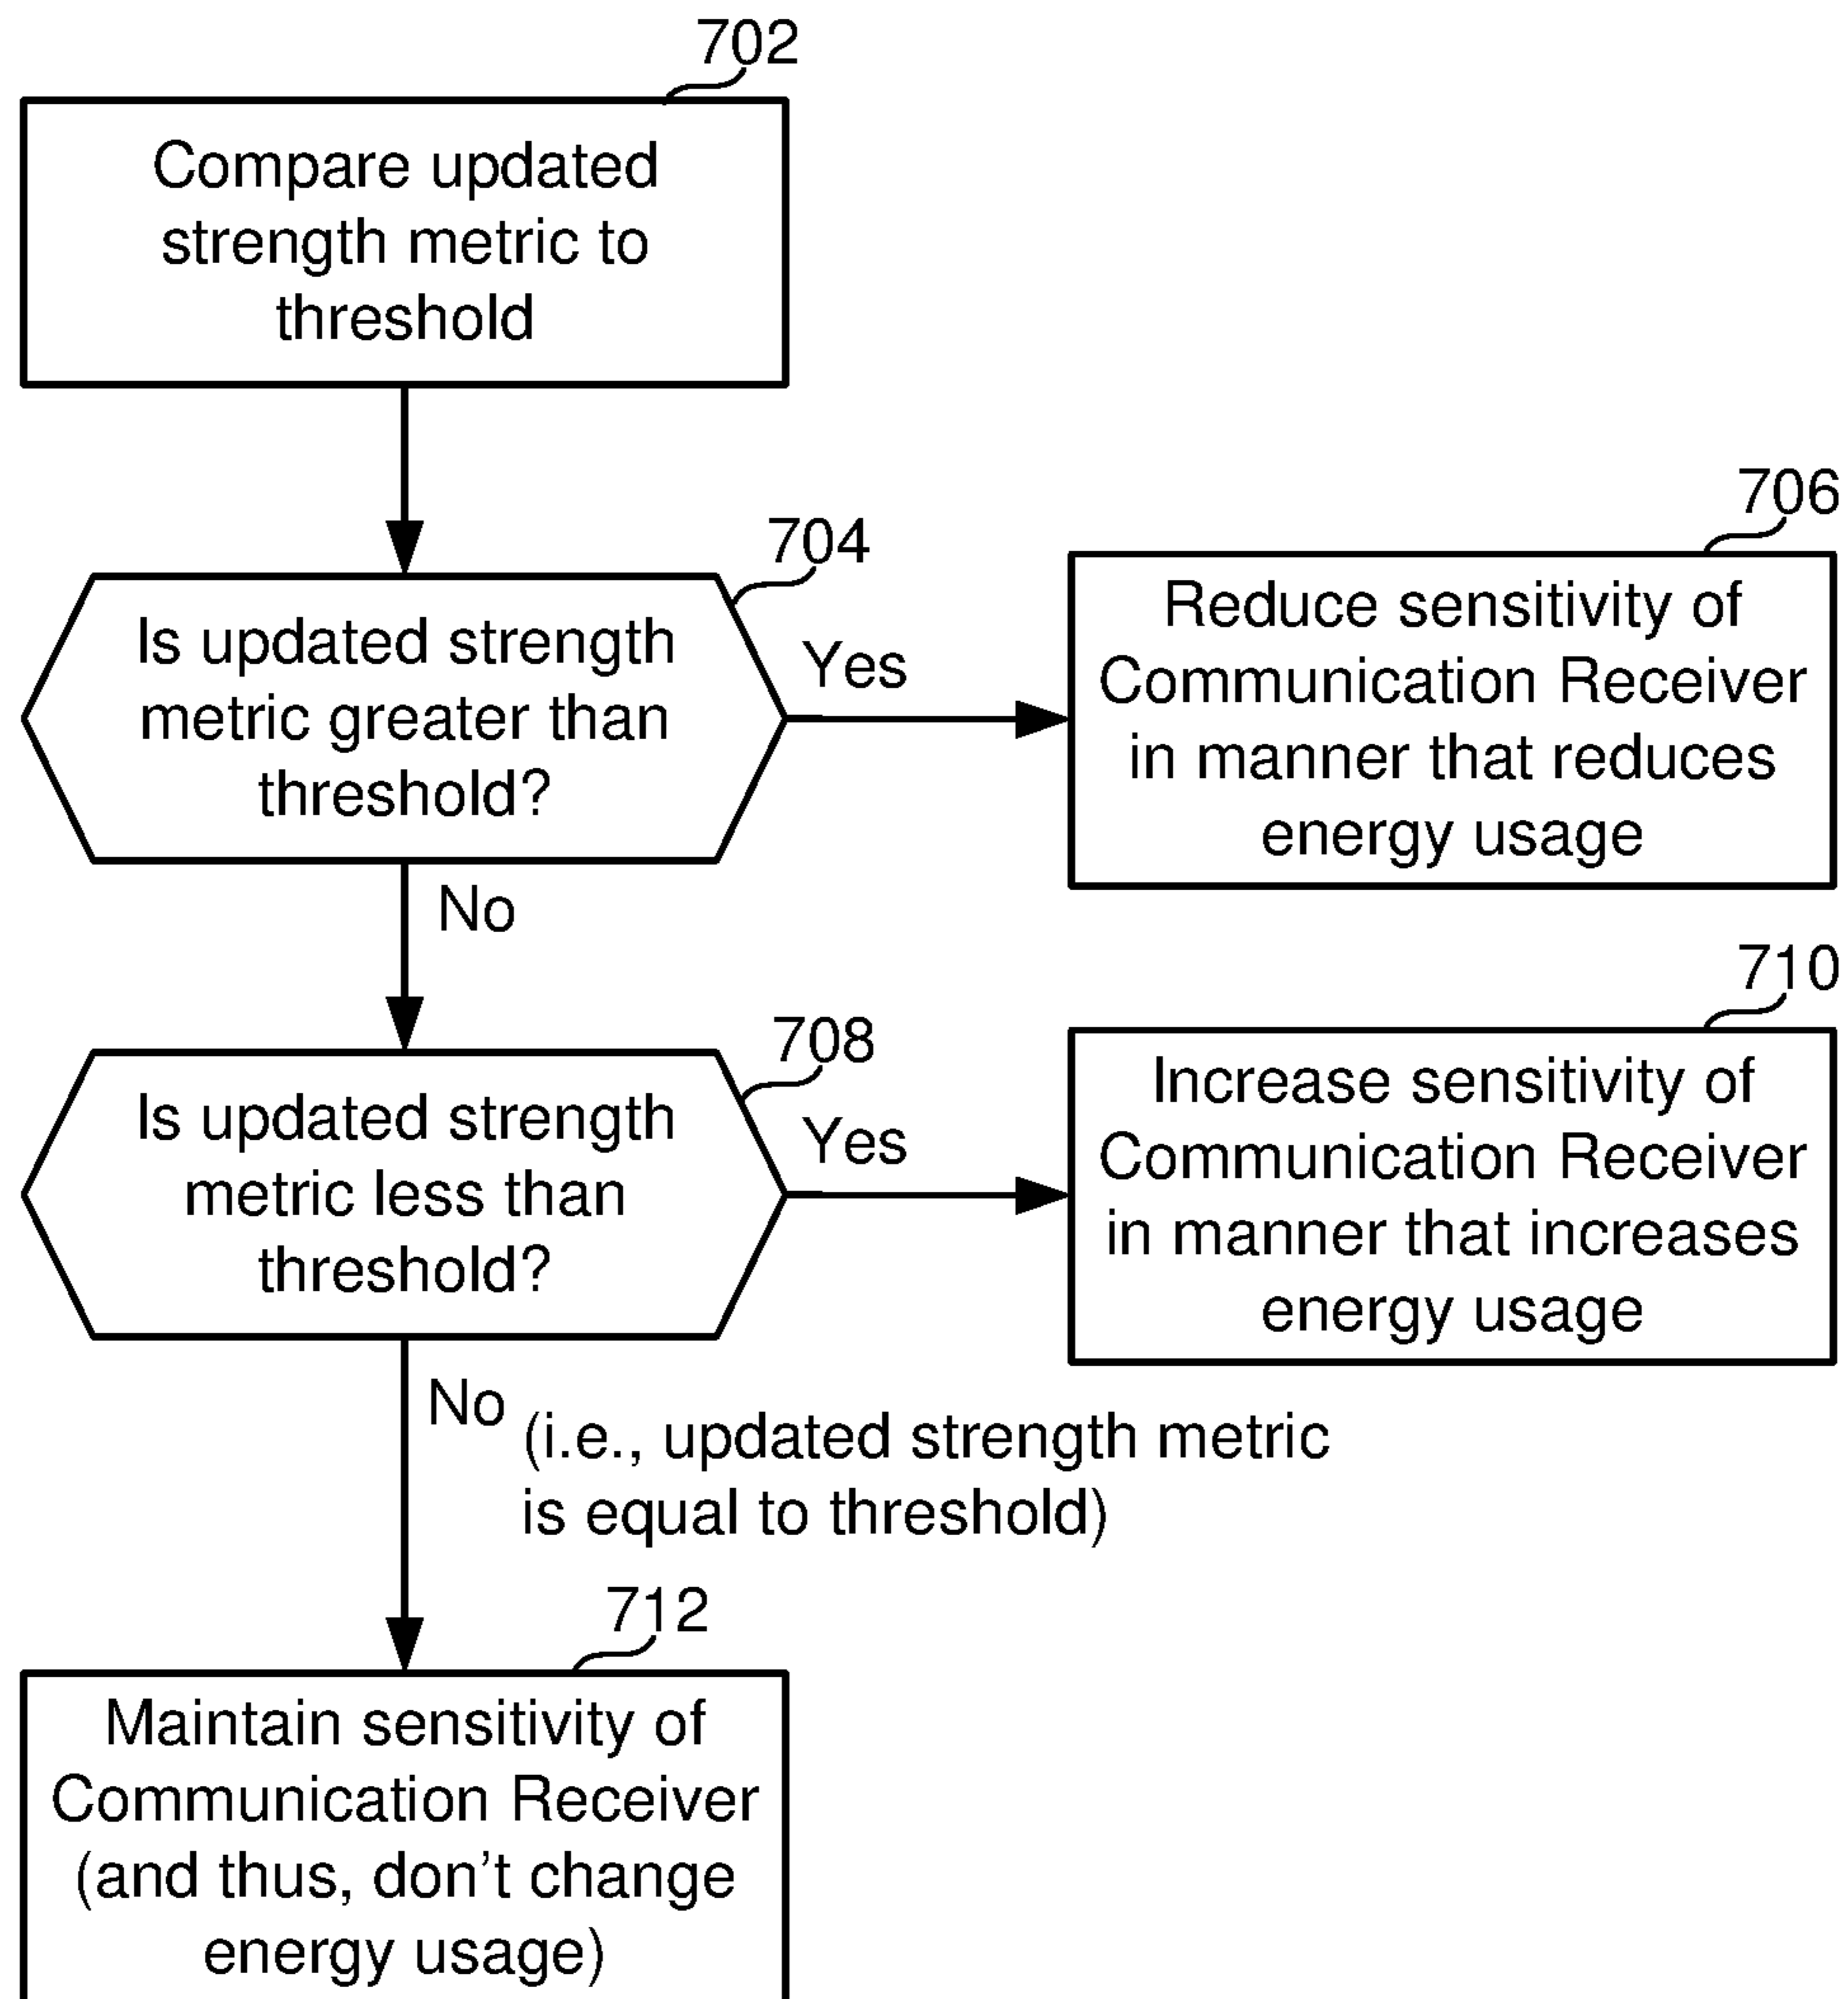 702
Compare updated
strength metric to
threshold
704
Is updated strength
metric greater than
threshold?
Yes
706
Reduce sensitivity of
Communication Receiver
in manner that reduces
energy usage
No
708
Is updated strength
metric less than
threshold?
Yes
710
Increase sensitivity of
Communication Receiver
in manner that increases
energy usage
No
(i.e., updated strength metric
is equal to threshold)
712
Maintain sensitivity of
Communication Receiver
(and thus, don't change
energy usage)